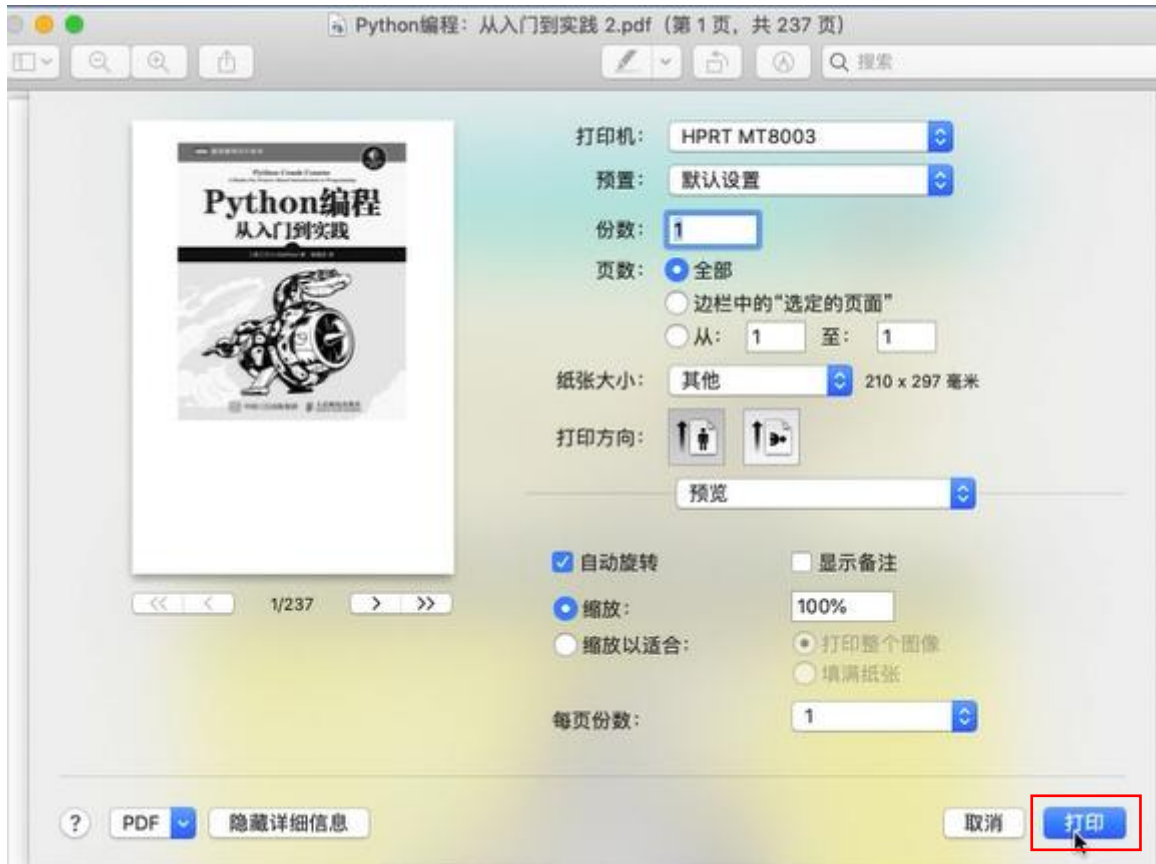 Python编程：从入门到实践 2.pdf（第 1 页，共 237 页）
搜索
Python Crash Course
Python编程
从入门到实践
打印机： HPRT MT8003
预置： 默认设置
份数： 1
页数： 全部
边栏中的“选定的页面”
从： 1 至： 1
纸张大小： 其他 210 x 297 毫米
打印方向：
预览
自动旋转 显示备注
缩放： 100%
缩放以适合： 打印整个图像
填满纸张
每页份数： 1
<< < 1/237 > >>
? PDF 隐藏详细信息 取消 打印